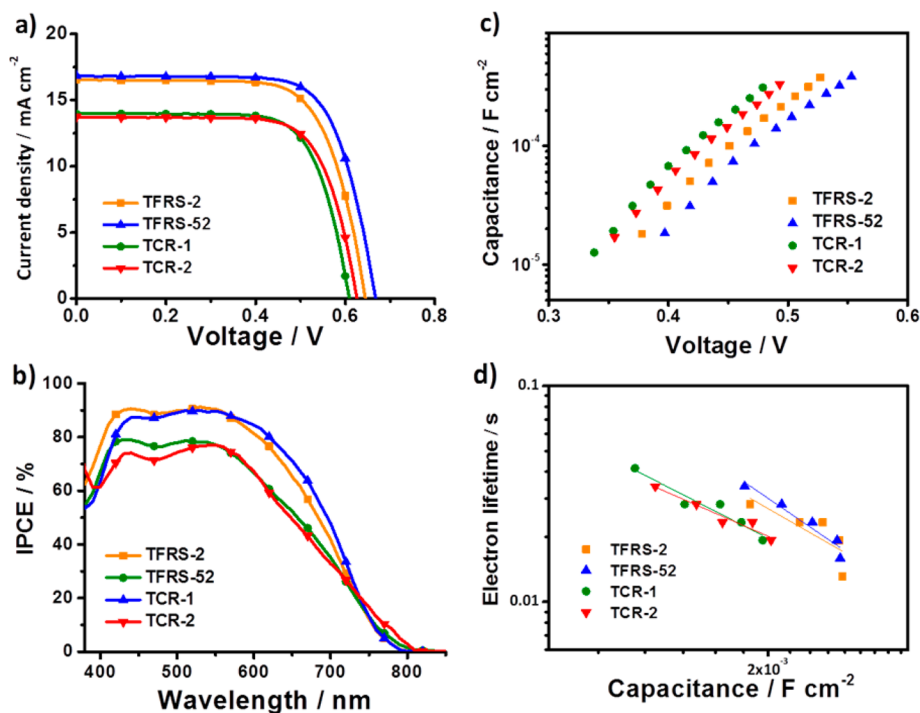 a)
20
15
10
5
0
Current density / mA cm⁻²
TFRS-2
TFRS-52
TCR-1
TCR-2
0.0 0.2 0.4 0.6 0.8
Voltage / V
c)
10⁻⁴
10⁻⁵
Capacitance / F cm⁻²
TFRS-2
TFRS-52
TCR-1
TCR-2
0.3 0.4 0.5 0.6
Voltage / V
b)
100
80
60
40
20
0
IPCE / %
TFRS-2
TFRS-52
TCR-1
TCR-2
400 500 600 700 800
Wavelength / nm
d)
0.1
0.01
Electron lifetime / s
TFRS-2
TFRS-52
TCR-1
TCR-2
2x10⁻³
Capacitance / F cm⁻²